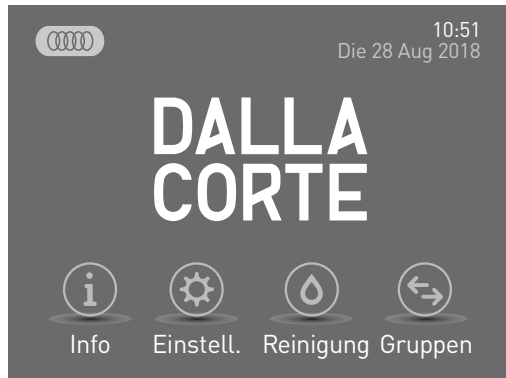 10:51
Die 28 Aug 2018
DALLA
CORTE
Info Einstell. Reinigung Gruppen